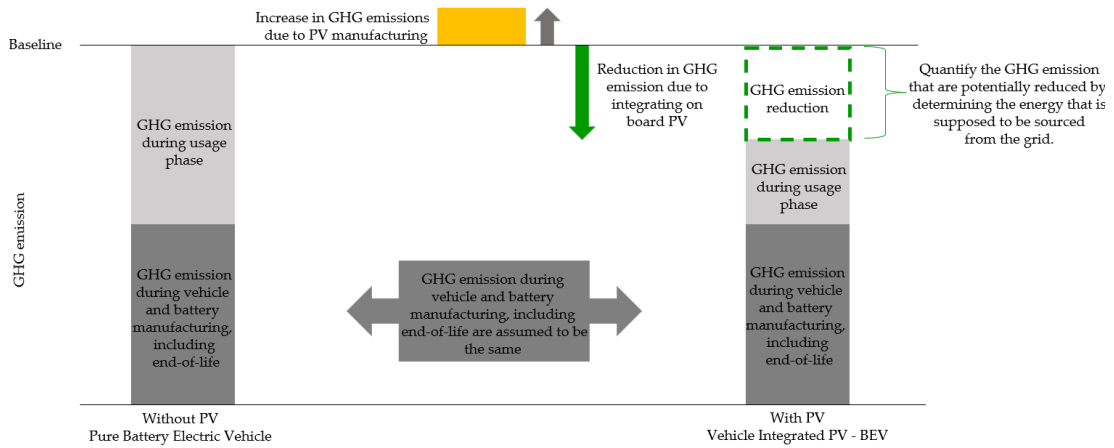 Increase in GHG emissions
due to PV manufacturing
Baseline
Reduction in GHG
emission due to
integrating on
board PV
GHG emission
reduction
Quantify the GHG emission
that are potentially reduced by
determining the energy that is
supposed to be sourced
from the grid.
GHG emission
during usage
phase
GHG emission
during usage
phase
GHG emission
GHG emission
during vehicle
and battery
manufacturing,
including
end-of-life
GHG emission during
vehicle and battery
manufacturing, including
end-of-life are assumed to be
the same
GHG emission
during vehicle
and battery
manufacturing,
including
end-of-life
Without PV
Pure Battery Electric Vehicle
With PV
Vehicle Integrated PV - BEV